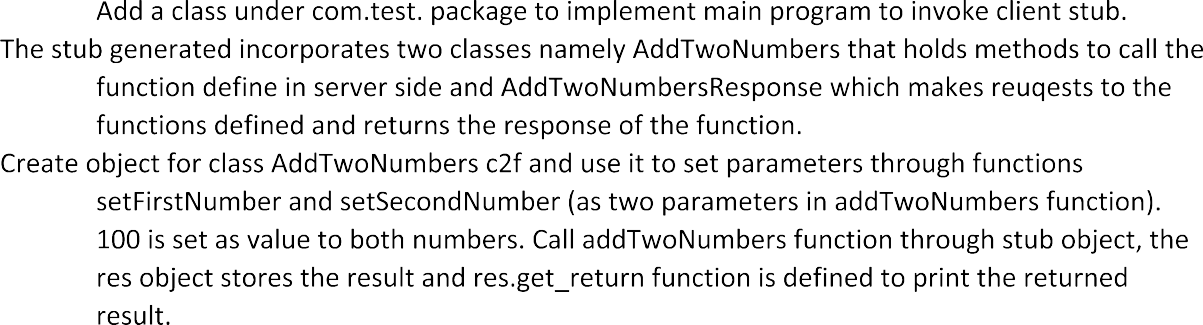 Add a class under com.test. package to implement main program to invoke client stub.
The stub generated incorporates two classes namely AddTwoNumbers that holds methods to call the
function define in server side and AddTwoNumbersResponse which makes reuqests to the
functions defined and returns the response of the function.
Create object for class AddTwoNumbers c2f and use it to set parameters through functions
setFirstNumber and setSecondNumber (as two parameters in addTwoNumbers function).
100 is set as value to both numbers. Call addTwoNumbers function through stub object, the
res object stores the result and res.get_return function is defined to print the returned
result.